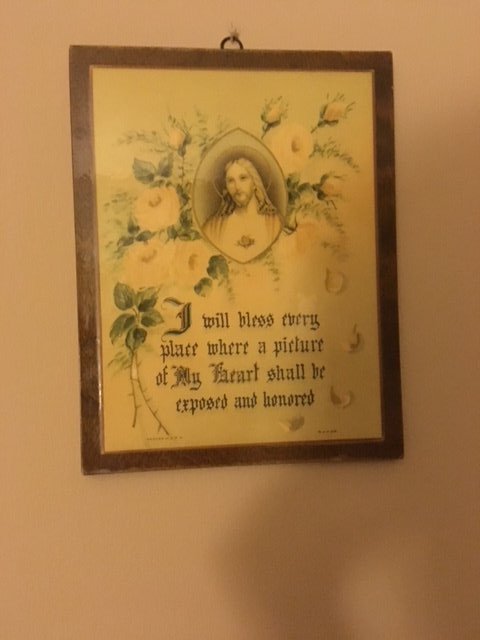 I will bless every
place where a picture
of My Heart shall be
exposed and honored